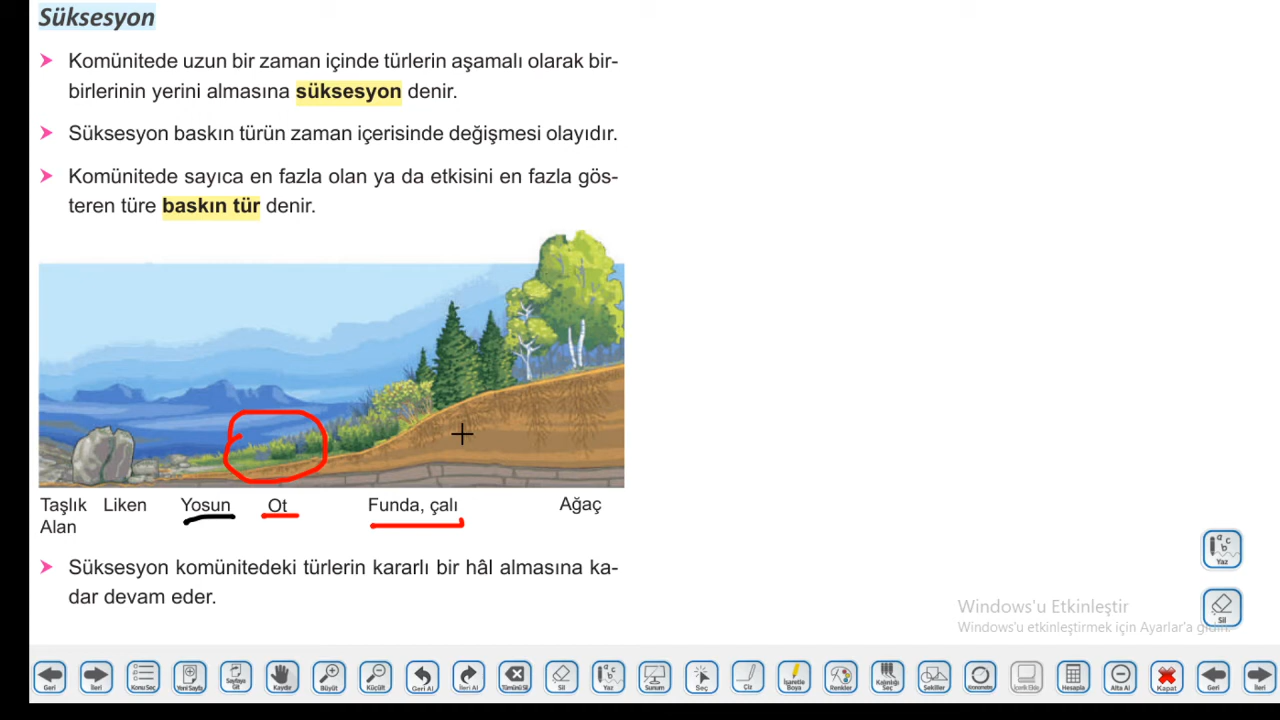 Süksesyon
Komünitede uzun bir zaman içinde türlerin aşamalı olarak bir-
birlerinin yerini almasına süksesyon denir.
Süksesyon baskın türün zaman içerisinde değişmesi olayıdır.
Komünitede sayıca en fazla olan ya da etkisini en fazla gös-
teren türe baskın tür denir.
Taşlık Liken Yosun Ot Funda, çalı Ağaç
Alan
Süksesyon komünitedeki türlerin kararlı bir hâl almasına ka-
dar devam eder.
a c
b
Yaz
Windows'u Etkinleştir
Windows'u etkinleştirmek için Ayarlar'a gidin.
Sil
Geri İleri Konu Seç Yeni Sayfa Sayfaya Git Kaydır Büyüt Küçült Geri Al İleri Al Tümünü Sil Sil Yaz Sunum Seç Çiz İşaretle Boya Renkler Kalınlığı Seç Şekiller Kronometre İçerik Ekle Hesapla Alta Al Kapat Geri İleri